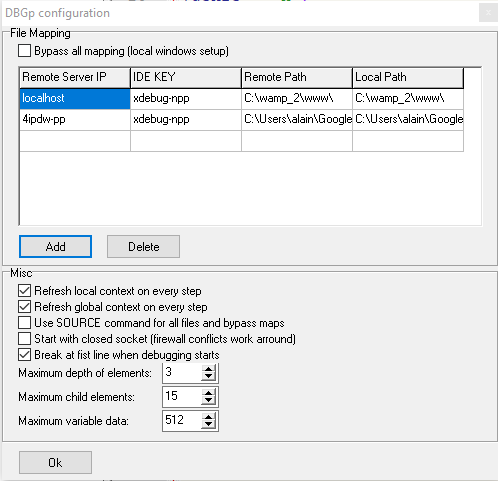 DBGp configuration
File Mapping
Bypass all mapping (local windows setup)
Remote Server IP IDE KEY Remote Path Local Path
localhost xdebug-npp C:\wamp_2\www\ C:\wamp_2\www\
4ipdw-pp xdebug-npp C:\Users\alain\Google C:\Users\alain\Google
Add Delete
Misc
Refresh local context on every step
Refresh global context on every step
Use SOURCE command for all files and bypass maps
Start with closed socket (firewall conflicts work arround)
Break at fist line when debugging starts
Maximum depth of elements: 3
Maximum child elements: 15
Maximum variable data: 512
Ok